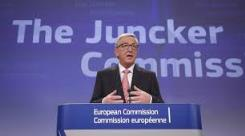 The Juncker
Commiss
European Commission
Commission européenne